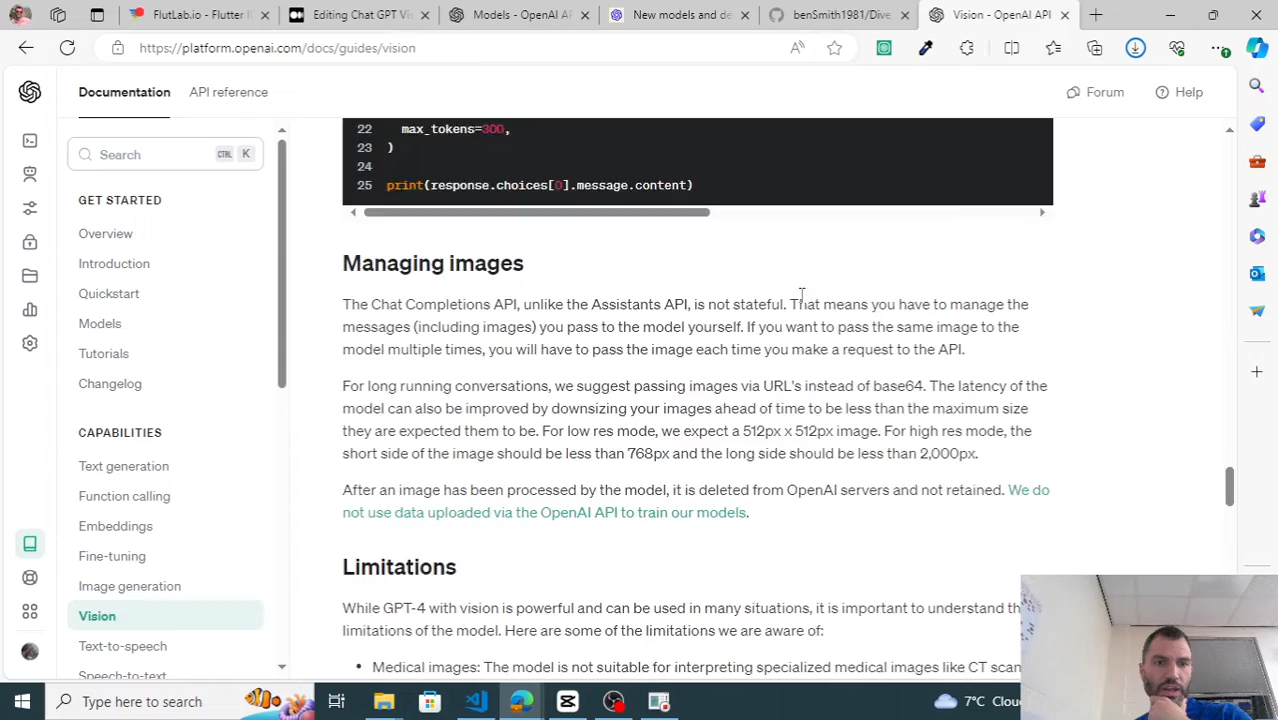 FlutLab.io - Flutter I
Editing Chat GPT Vis
Models - OpenAI AP
New models and de
benSmith1981/Dive
Vision - OpenAI API
https://platform.openai.com/docs/guides/vision
Documentation
API reference
Forum
Help
Search
CTRL
K
GET STARTED
Overview
Introduction
Quickstart
Models
Tutorials
Changelog
CAPABILITIES
Text generation
Function calling
Embeddings
Fine-tuning
Image generation
Vision
Text-to-speech
Speech-to-text
22 max_tokens=300,
23 )
24
25 print(response.choices[0].message.content)
Managing images
The Chat Completions API, unlike the Assistants API, is not stateful. That means you have to manage the
messages (including images) you pass to the model yourself. If you want to pass the same image to the
model multiple times, you will have to pass the image each time you make a request to the API.
For long running conversations, we suggest passing images via URL's instead of base64. The latency of the
model can also be improved by downsizing your images ahead of time to be less than the maximum size
they are expected them to be. For low res mode, we expect a 512px x 512px image. For high res mode, the
short side of the image should be less than 768px and the long side should be less than 2,000px.
After an image has been processed by the model, it is deleted from OpenAI servers and not retained. We do
not use data uploaded via the OpenAI API to train our models.
Limitations
While GPT-4 with vision is powerful and can be used in many situations, it is important to understand th
limitations of the model. Here are some of the limitations we are aware of:
• Medical images: The model is not suitable for interpreting specialized medical images like CT scan
Type here to search
7°C Clou